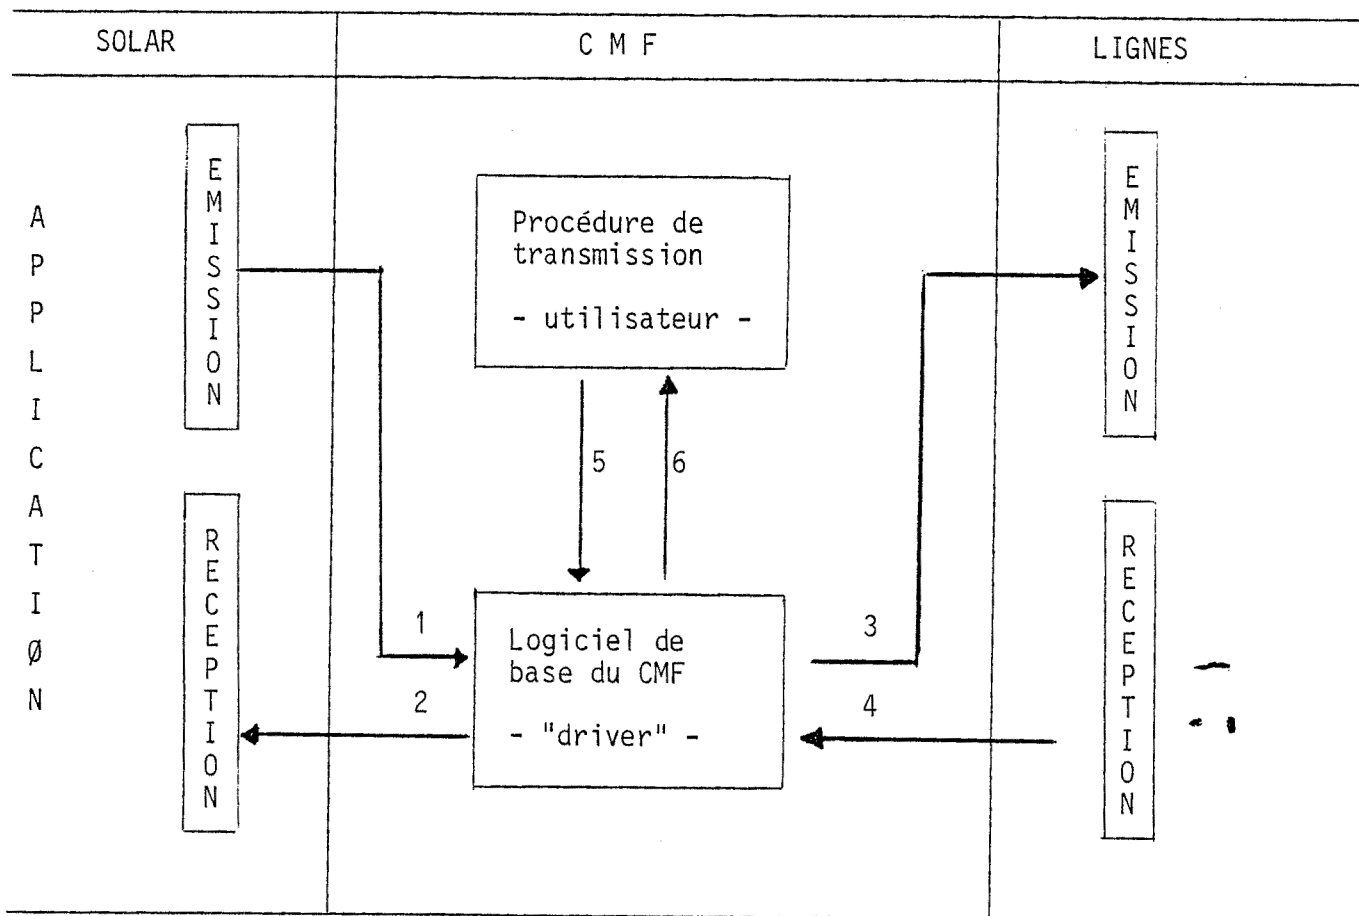 SOLAR
C M F
LIGNES
APPLICATIØN
EMISSION
RECEPTION
Procédure de
transmission
- utilisateur -
5
6
1
2
Logiciel de
base du CMF
- "driver" -
3
4
EMISSION
RECEPTION